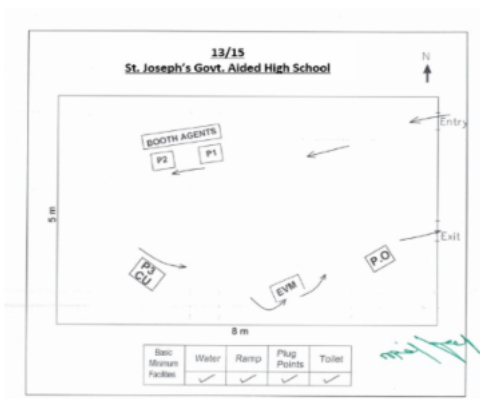 13/15
St. Joseph's Govt. Aided High School
N
Entry
BOOTH AGENTS
P2
P1
5 m
Exit
P3
CU
P.O
EVM
8 m
Basic Minimum Facilities
Water
Ramp
Plug Points
Toilet